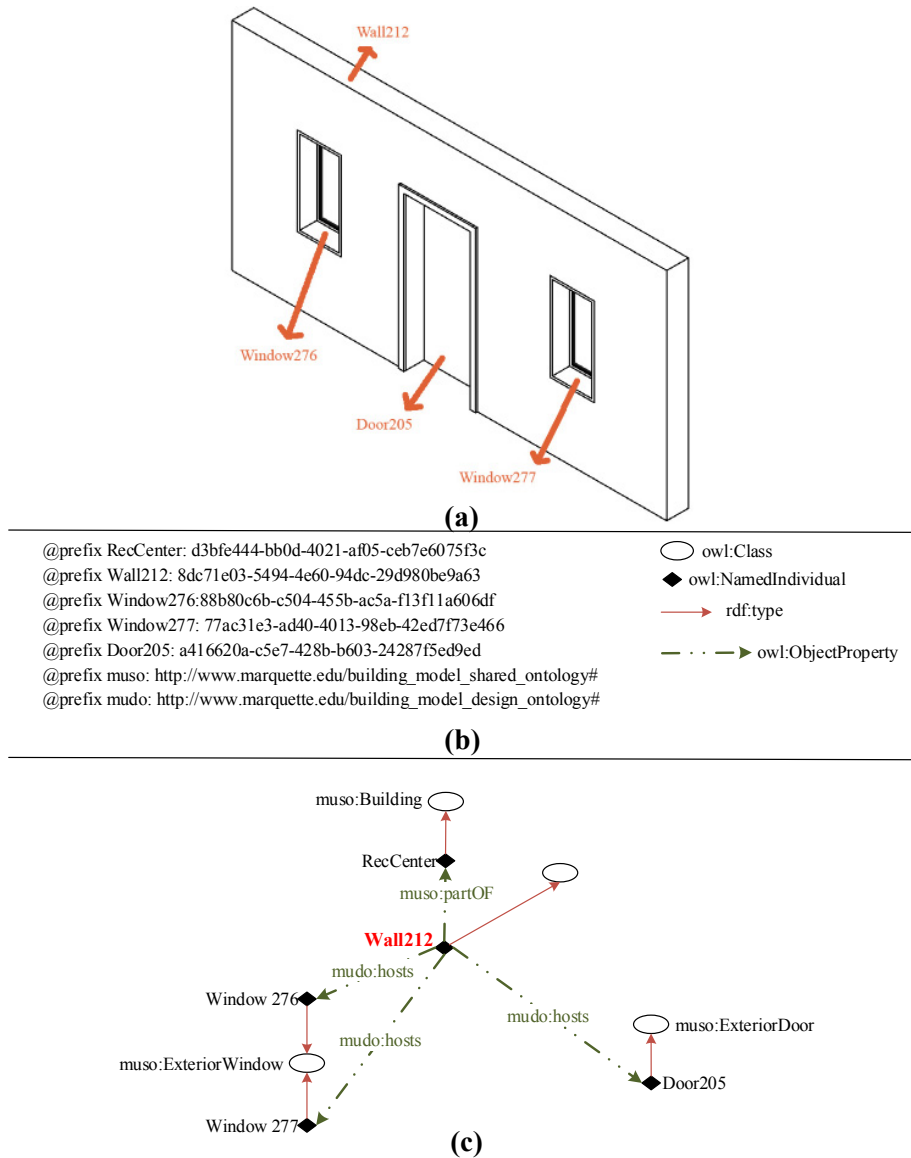 Wall212
Window276
Door205
Window277
(a)
@prefix RecCenter: d3bfe444-bb0d-4021-af05-ceb7e6075f3c
@prefix Wall212: 8dc71e03-5494-4e60-94dc-29d980be9a63
@prefix Window276:88b80c6b-c504-455b-ac5a-f13f11a606df
@prefix Window277: 77ac31e3-ad40-4013-98eb-42ed7f73e466
@prefix Door205: a416620a-c5e7-428b-b603-24287f5ed9ed
@prefix muso: http://www.marquette.edu/building_model_shared_ontology#
@prefix mudo: http://www.marquette.edu/building_model_design_ontology#
owl:Class
owl:NamedIndividual
rdf:type
owl:ObjectProperty
(b)
muso:Building
RecCenter
muso:partOF
Wall212
mudo:hosts
Window 276
mudo:hosts
mudo:hosts
muso:ExteriorDoor
muso:ExteriorWindow
Door205
Window 277
(c)